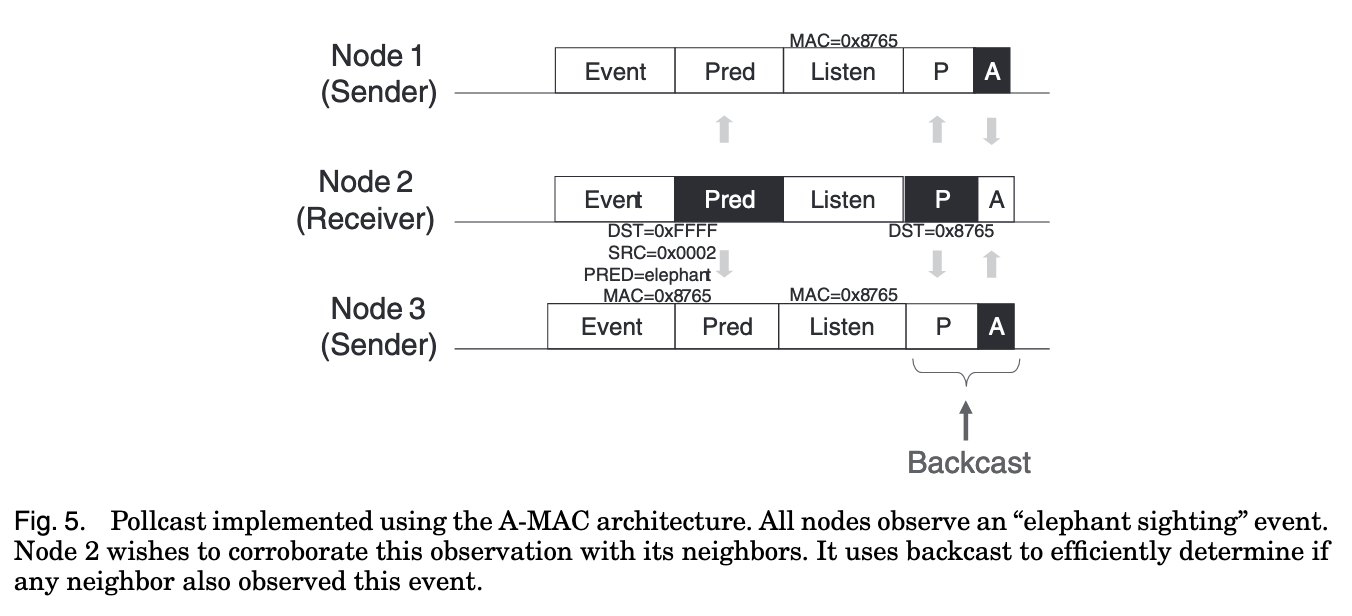 MAC=0x8765
Node 1
(Sender)
Event Pred Listen P A
Node 2
(Receiver)
Event Pred Listen P A
DST=0xFFFF
SRC=0x0002
PRED=elephant
MAC=0x8765
DST=0x8765
MAC=0x8765
Node 3
(Sender)
Event Pred Listen P A
Backcast
Fig. 5. Pollcast implemented using the A-MAC architecture. All nodes observe an “elephant sighting” event.
Node 2 wishes to corroborate this observation with its neighbors. It uses backcast to efficiently determine if
any neighbor also observed this event.